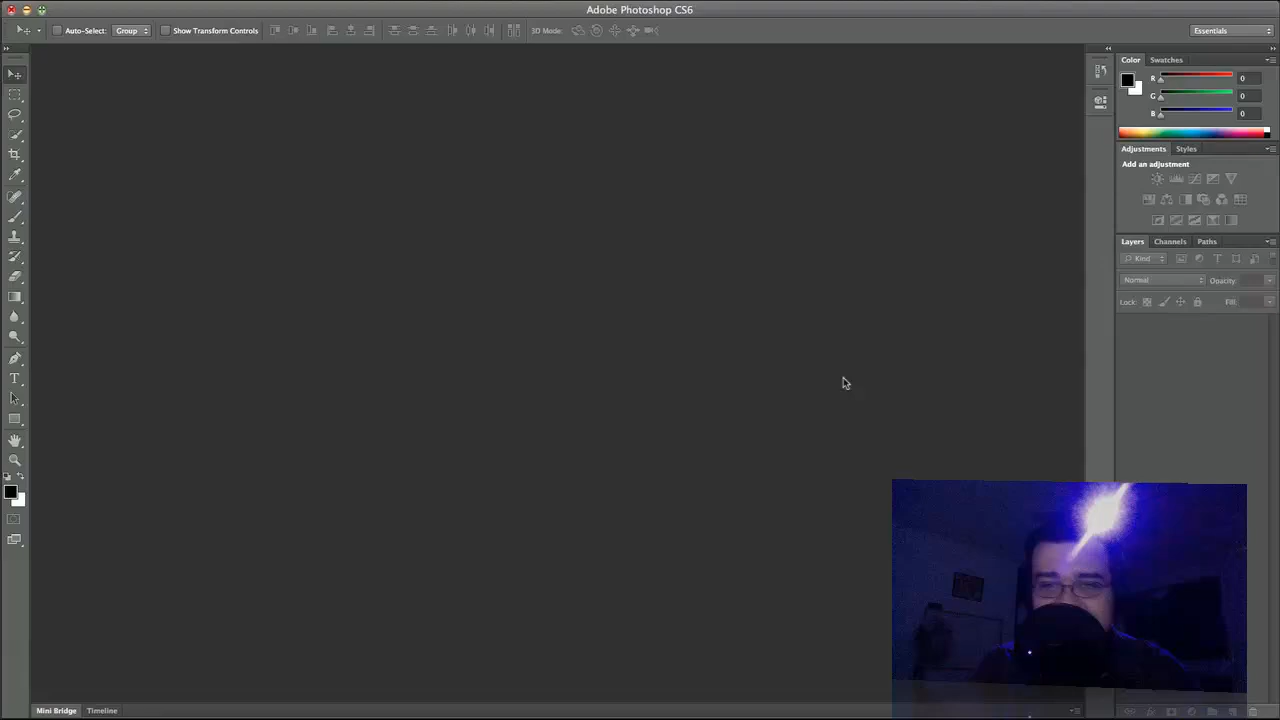 Adobe Photoshop CS6
Auto-Select: Group Show Transform Controls 3D Mode: Essentials
Color Swatches
R 0
G 0
B 0
Adjustments Styles
Add an adjustment
Layers Channels Paths
Kind
Normal Opacity:
Lock: Fill:
T
Mini Bridge Timeline